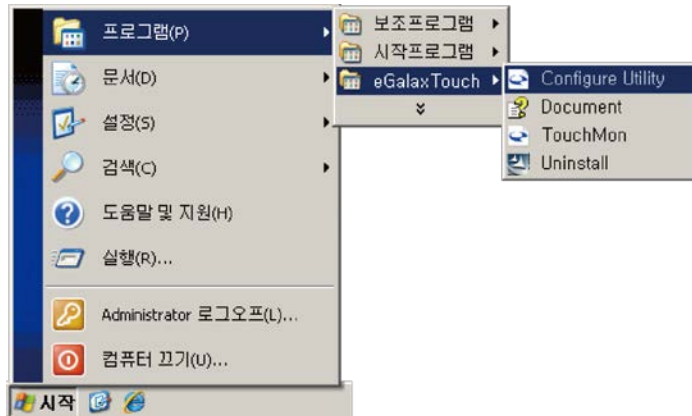 프로그램(P)
문서(D)
설정(S)
검색(C)
도움말 및 지원(H)
실행(R)...
Administrator 로그오프(L)...
컴퓨터 끄기(U)...
시작
보조프로그램
시작프로그램
eGalaxTouch
Configure Utility
Document
TouchMon
Uninstall